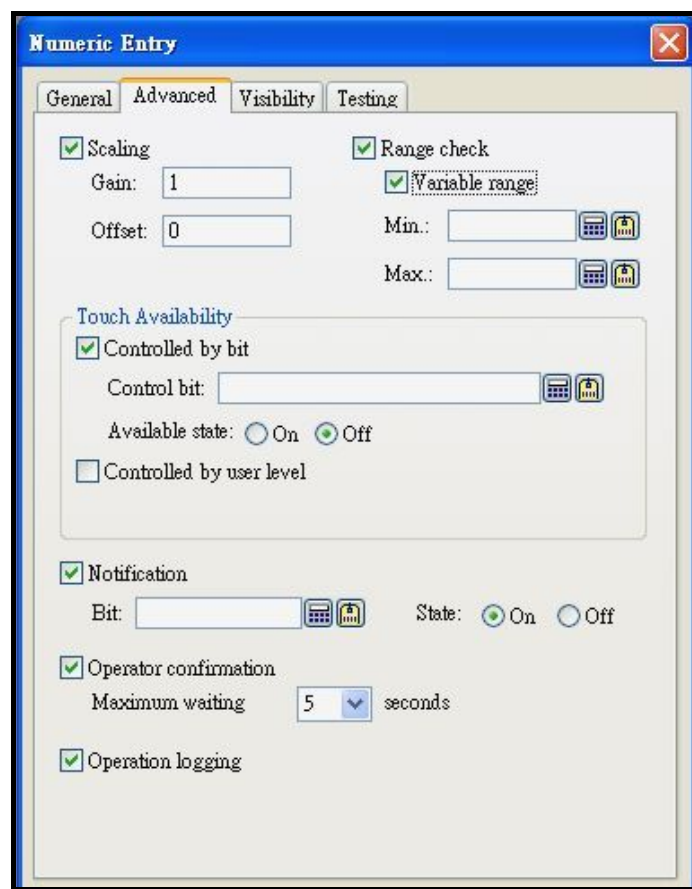 Numeric Entry
General Advanced Visibility Testing
Scaling
Gain: 1
Offset: 0
Range check
Variable range
Min.:
Max.:
Touch Availability
Controlled by bit
Control bit:
Available state: On Off
Controlled by user level
Notification
Bit: State: On Off
Operator confirmation
Maximum waiting 5 seconds
Operation logging